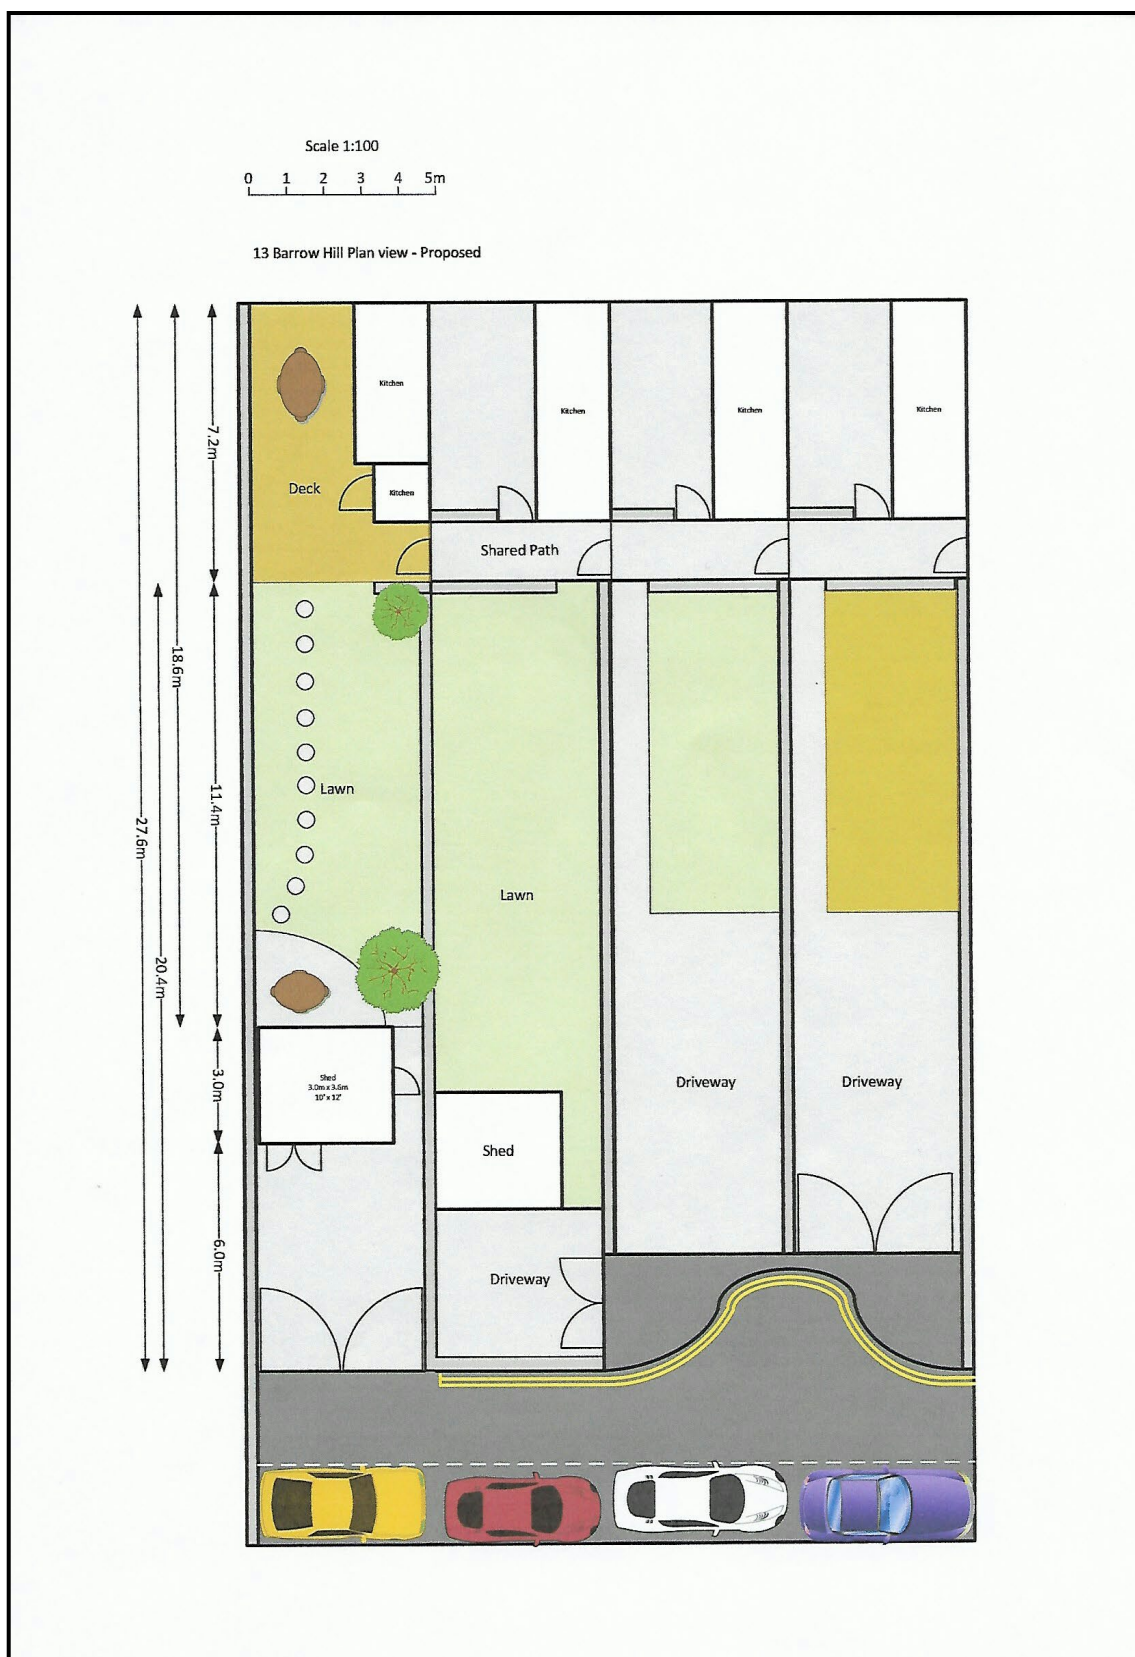 Scale 1:100
0 1 2 3 4 5m
13 Barrow Hill Plan view - Proposed
Kitchen
Kitchen
Kitchen
Kitchen
7.2m
Deck
Kitchen
Shared Path
18.6m
11.4m
Lawn
27.6m
Lawn
20.4m
3.0m
Shed
3.0m x 3.6m
10' x 12'
Driveway
Driveway
Shed
6.0m
Driveway